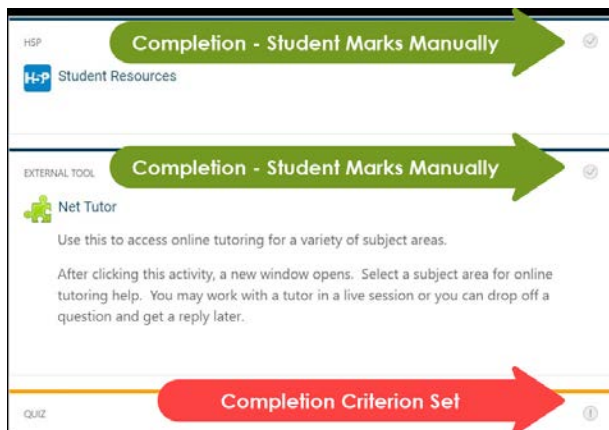 H5P
Completion - Student Marks Manually
H-P
Student Resources
EXTERNAL TOOL
Completion - Student Marks Manually
Net Tutor
Use this to access online tutoring for a variety of subject areas.
After clicking this activity, a new window opens. Select a subject area for online
tutoring help. You may work with a tutor in a live session or you can drop off a
question and get a reply later.
QUIZ
Completion Criterion Set